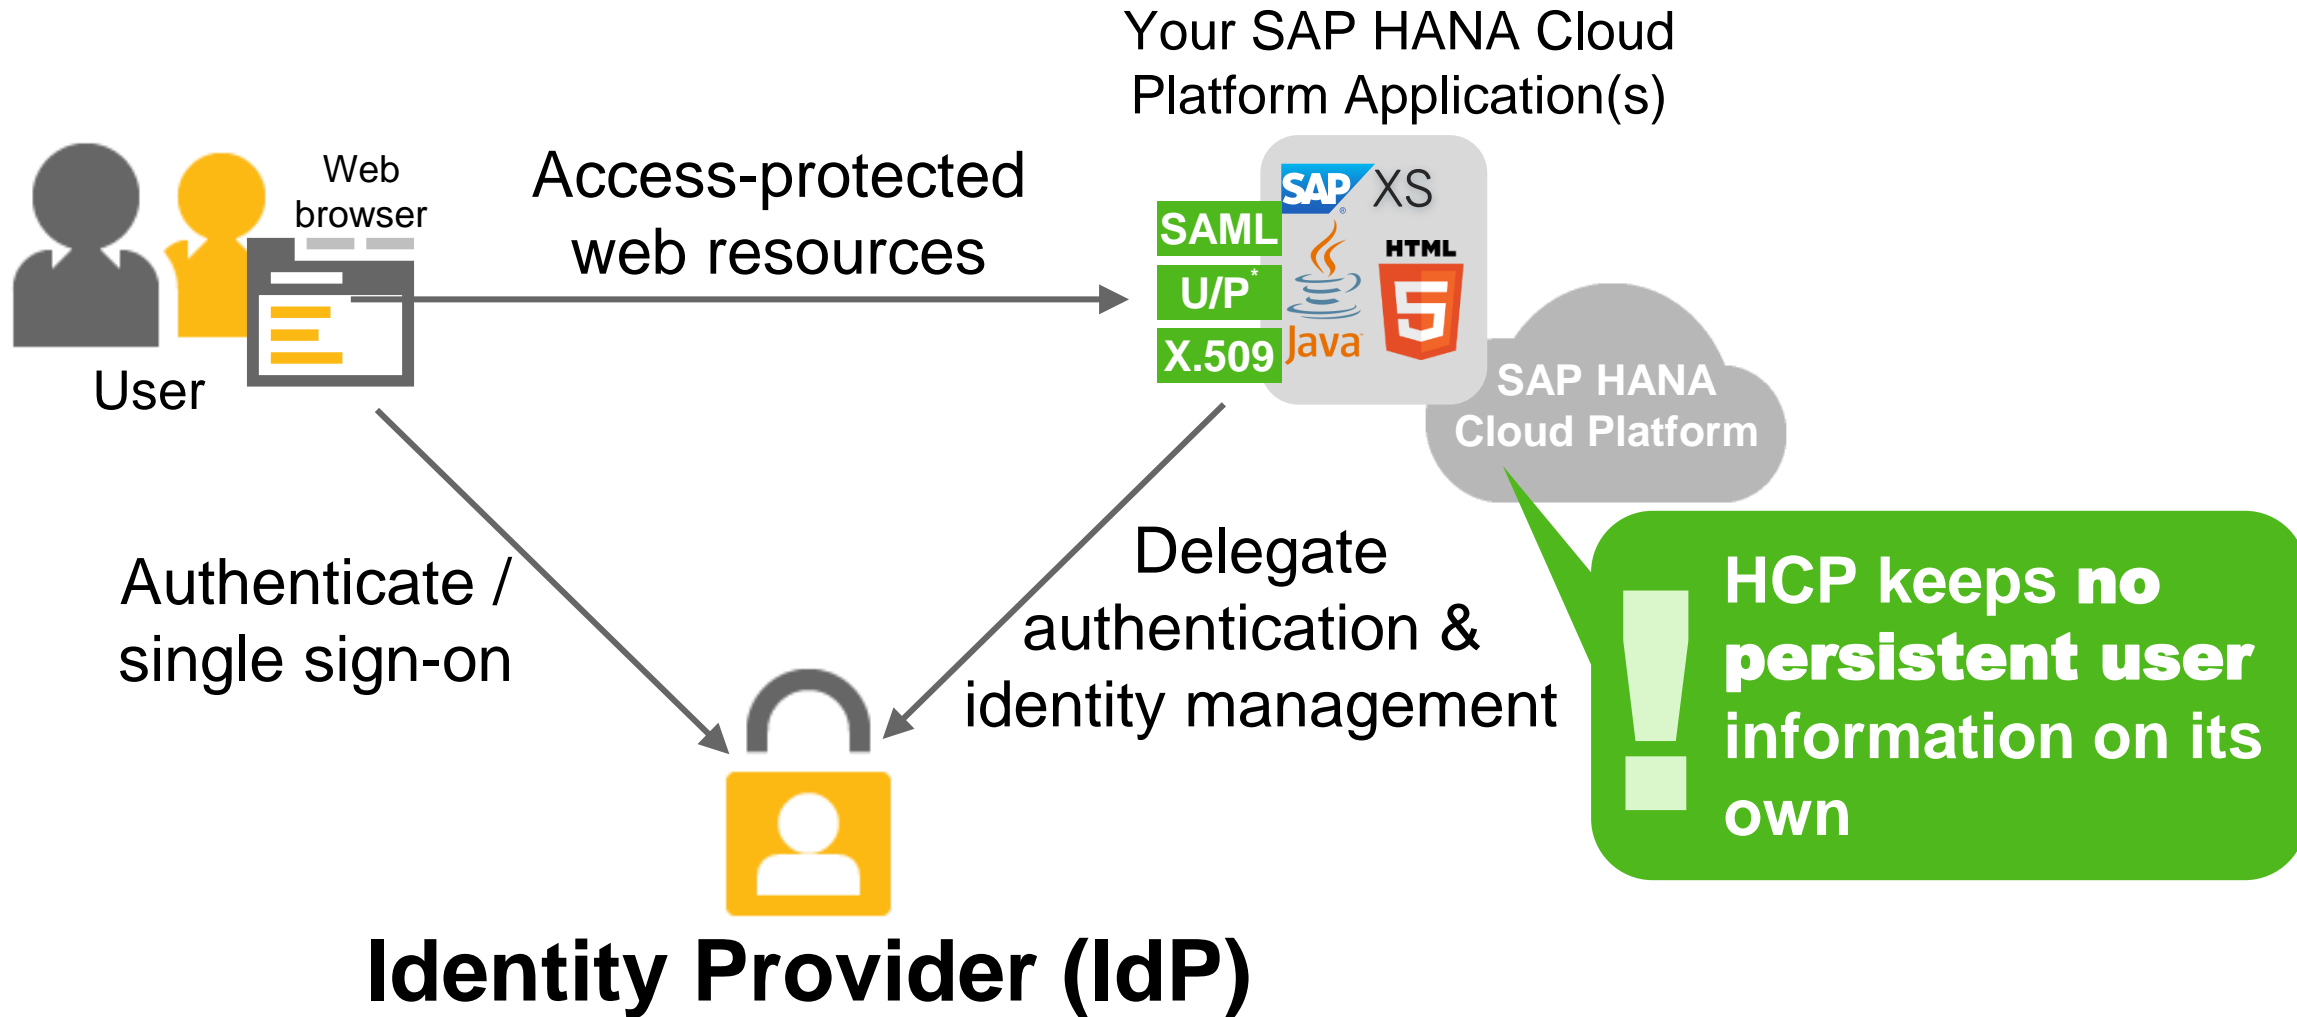 Your SAP HANA Cloud
Platform Application(s)
Web
browser
User
Access-protected
web resources
SAP®
XS
SAML
U/P*
X.509
Java™
HTML
5
SAP HANA
Cloud Platform
Authenticate /
single sign-on
Delegate
authentication &
identity management
!
HCP keeps no
persistent user
information on its
own
Identity Provider (IdP)